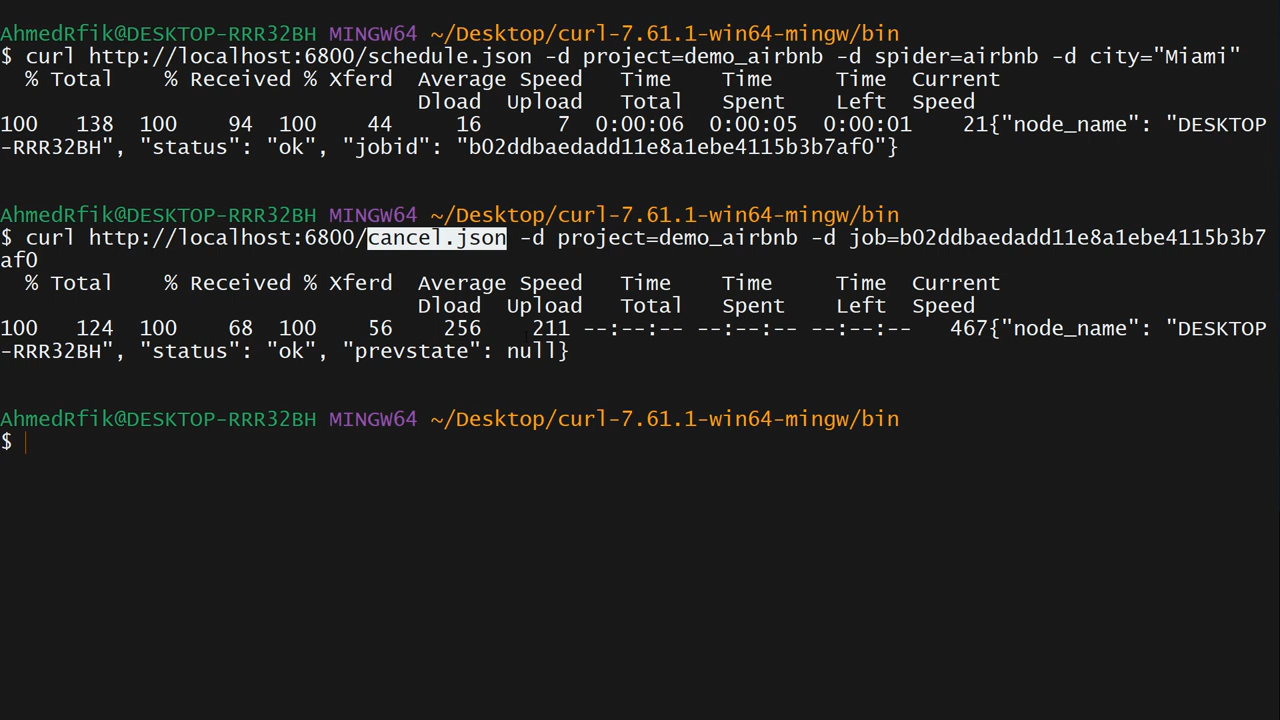 AhmedRfik@DESKTOP-RRR32BH MINGW64 ~/Desktop/curl-7.61.1-win64-mingw/bin
$ curl http://localhost:6800/schedule.json -d project=demo_airbnb -d spider=airbnb -d city="Miami"
% Total % Received % Xferd Average Speed Time Time Time Current
Dload Upload Total Spent Left Speed
100 138 100 94 100 44 16 7 0:00:06 0:00:05 0:00:01 21{"node_name": "DESKTOP
-RRR32BH", "status": "ok", "jobid": "b02ddbaedadd11e8a1ebe4115b3b7af0"}
AhmedRfik@DESKTOP-RRR32BH MINGW64 ~/Desktop/curl-7.61.1-win64-mingw/bin
$ curl http://localhost:6800/cancel.json -d project=demo_airbnb -d job=b02ddbaedadd11e8a1ebe4115b3b7
af0
% Total % Received % Xferd Average Speed Time Time Time Current
Dload Upload Total Spent Left Speed
100 124 100 68 100 56 256 211 --:--:-- --:--:-- --:--:-- 467{"node_name": "DESKTOP
-RRR32BH", "status": "ok", "prevstate": null}
AhmedRfik@DESKTOP-RRR32BH MINGW64 ~/Desktop/curl-7.61.1-win64-mingw/bin
$